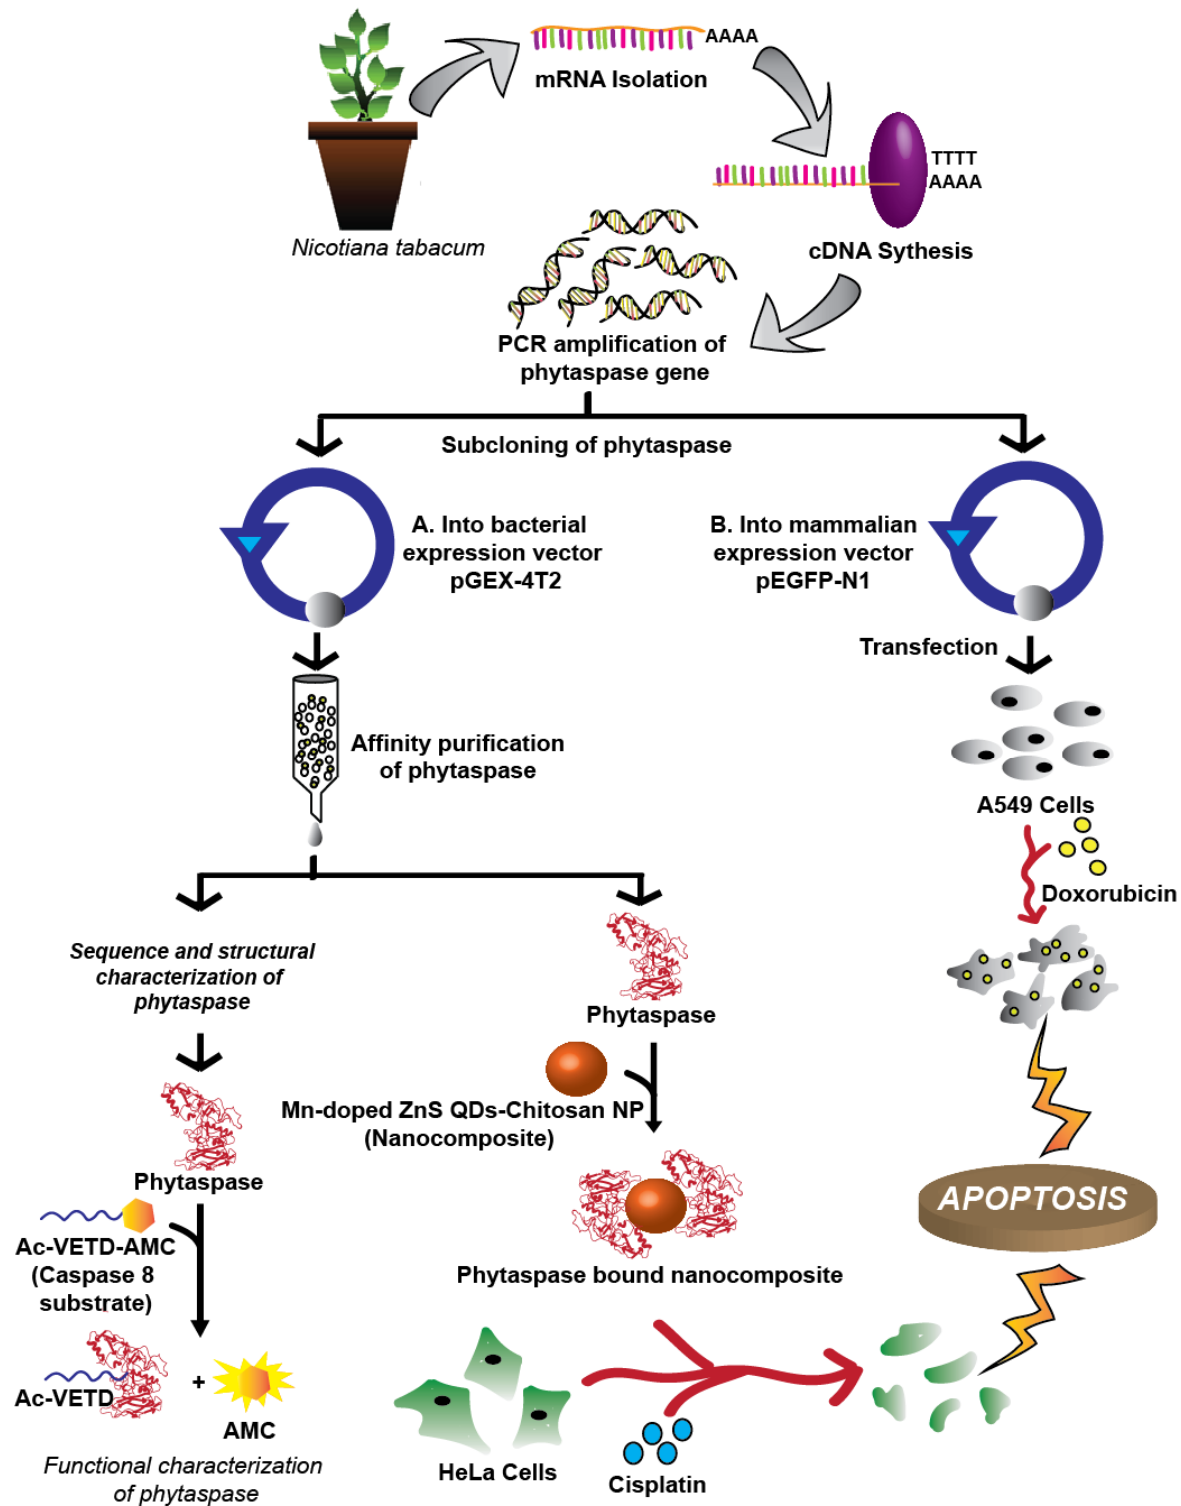 AAAA
mRNA Isolation
TTTT
AAAA
Nicotiana tabacum
cDNA Sythesis
PCR amplification of
phytaspase gene
Subcloning of phytaspase
A. Into bacterial
expression vector
pGEX-4T2
B. Into mammalian
expression vector
pEGFP-N1
Transfection
Affinity purification
of phytaspase
A549 Cells
Doxorubicin
Sequence and structural
characterization of
phytaspase
Phytaspase
Mn-doped ZnS QDs-Chitosan NP
(Nanocomposite)
Phytaspase
APOPTOSIS
Ac-VETD-AMC
(Caspase 8
substrate)
Phytaspase bound nanocomposite
Ac-VETD
+
AMC
HeLa Cells
Cisplatin
Functional characterization
of phytaspase